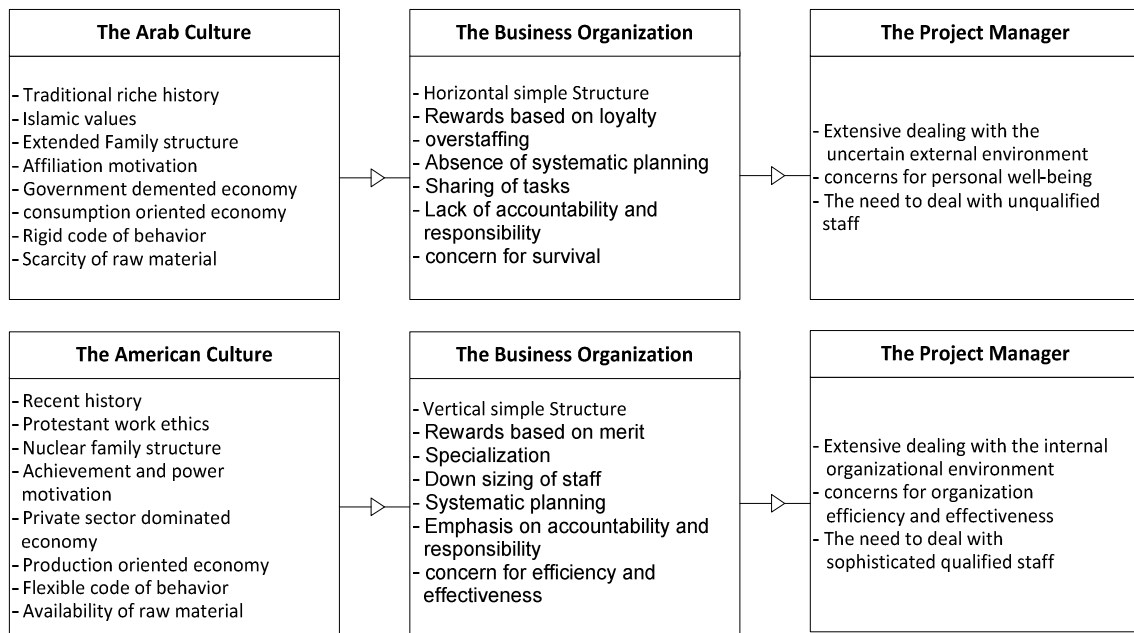 The Arab Culture
- Traditional riche history
- Islamic values
- Extended Family structure
- Affiliation motivation
- Government demented economy
- consumption oriented economy
- Rigid code of behavior
- Scarcity of raw material
The Business Organization
- Horizontal simple Structure
- Rewards based on loyalty
- overstaffing
- Absence of systematic planning
- Sharing of tasks
- Lack of accountability and
responsibility
- concern for survival
The Project Manager
- Extensive dealing with the
uncertain external environment
- concerns for personal well-being
- The need to deal with unqualified
staff
The American Culture
- Recent history
- Protestant work ethics
- Nuclear family structure
- Achievement and power
motivation
- Private sector dominated
economy
- Production oriented economy
- Flexible code of behavior
- Availability of raw material
The Business Organization
- Vertical simple Structure
- Rewards based on merit
- Specialization
- Down sizing of staff
- Systematic planning
- Emphasis on accountability and
responsibility
- concern for efficiency and
effectiveness
The Project Manager
- Extensive dealing with the internal
organizational environment
- concerns for organization
efficiency and effectiveness
- The need to deal with
sophisticated qualified staff